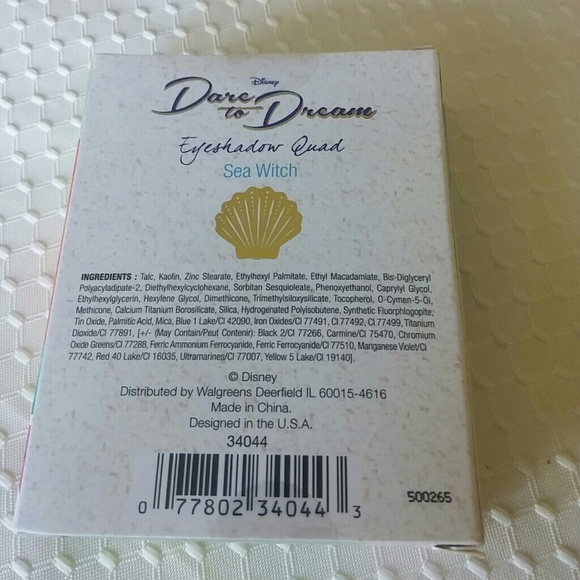 Disney
Dare
to Dream
Eyeshadow Quad
Sea Witch
INGREDIENTS : Talc, Kaolin, Zinc Stearate, Ethylhexyl Palmitate, Ethyl Macadamiate, Bis-Diglyceryl
Polyacyladipate-2, Diethylhexylcyclohexane, Sorbitan Sesquioleate, Phenoxyethanol, Caprylyl Glycol,
Ethylhexylglycerin, Hexylene Glycol, Dimethicone, Trimethylsiloxysilicate, Tocopherol, O-Cymen-5-Ol,
Methicone, Calcium Titanium Borosilicate, Silica, Hydrogenated Polyisobutene, Synthetic Fluorphlogopite,
Tin Oxide, Palmitic Acid, Mica, Blue 1 Lake/CI 42090, Iron Oxides/CI 77491, CI 77492, CI 77499, Titanium
Dioxide/CI 77891, [+/- (May Contain/Peut Contenir): Black 2/CI 77266, Carmine/CI 75470, Chromium
Oxide Greens/CI 77288, Ferric Ammonium Ferrocyanide, Ferric Ferrocyanide/CI 77510, Manganese Violet/CI
77742, Red 40 Lake/CI 16035, Ultramarines/CI 77007, Yellow 5 Lake/CI 19140].
© Disney
Distributed by Walgreens Deerfield IL 60015-4616
Made in China.
Designed in the U.S.A.
34044
0 77802 34044 3
500265